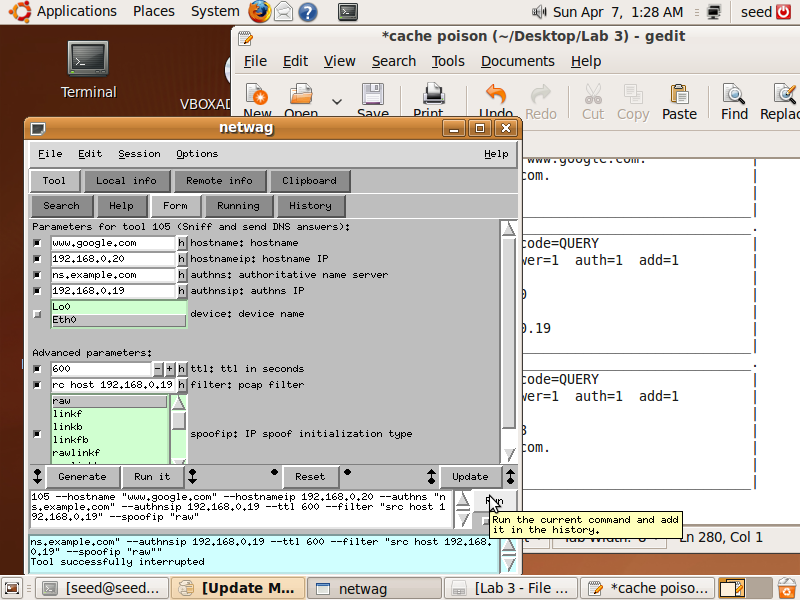 Applications Places System Sun Apr 7, 1:28 AM seed
*cache poison (~/Desktop/Lab 3) - gedit
File Edit View Search Tools Documents Help
Terminal
VBOXAD
New Open Save Print Undo Redo Cut Copy Paste Find Replac
netwag
File Edit Session Options Help
Tool Local info Remote info Clipboard
Search Help Form Running History
Parameters for tool 105 (Sniff and send DNS answers):
www.google.com h hostname: hostname
192.168.0.20 h hostnameip: hostname IP
ns.example.com h authns: authoritative name server
192.168.0.19 h authnsip: authns IP
Lo0
Eth0
device: device name
Advanced parameters:
600 - + h ttl: ttl in seconds
rc host 192.168.0.19 h filter: pcap filter
raw
linkf
linkb
linkfb
rawlinkf
spoofip: IP spoof initialization type
Generate Run it Reset Update
105 --hostname "www.google.com" --hostnameip 192.168.0.20 --authns "n
s.example.com" --authnsip 192.168.0.19 --ttl 600 --filter "src host 1
92.168.0.19" --spoofip "raw"
Run the current command and add
it in the history.
ns.example.com" --authnsip 192.168.0.19 --ttl 600 --filter "src host 192.168.
0.19" --spoofip "raw""
Tool successfully interrupted
www.google.com.
com.
code=QUERY
wer=1 auth=1 add=1
0
0.19
code=QUERY
wer=1 auth=1 add=1
com.
Ln 280, Col 1
[seed@seed... [Update M... netwag [Lab 3 - File ... *cache poiso...